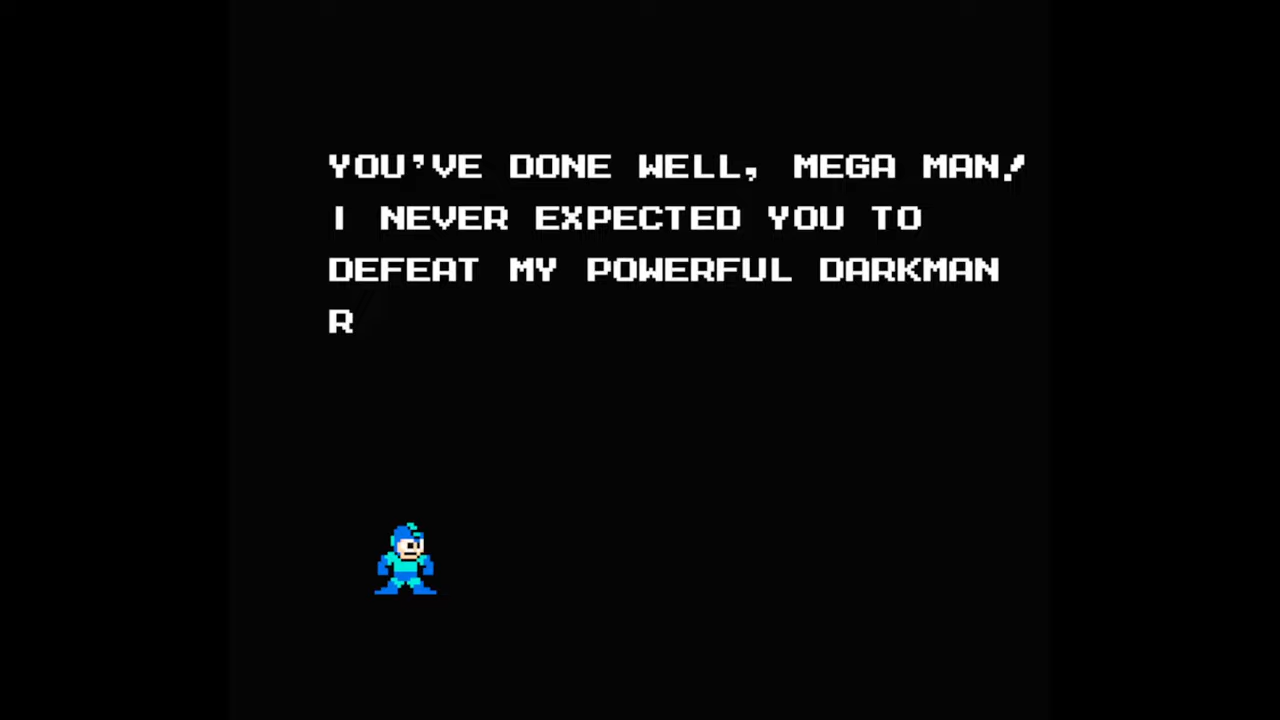 YOU'VE DONE WELL, MEGA MAN!
I NEVER EXPECTED YOU TO
DEFEAT MY POWERFUL DARKMAN
R